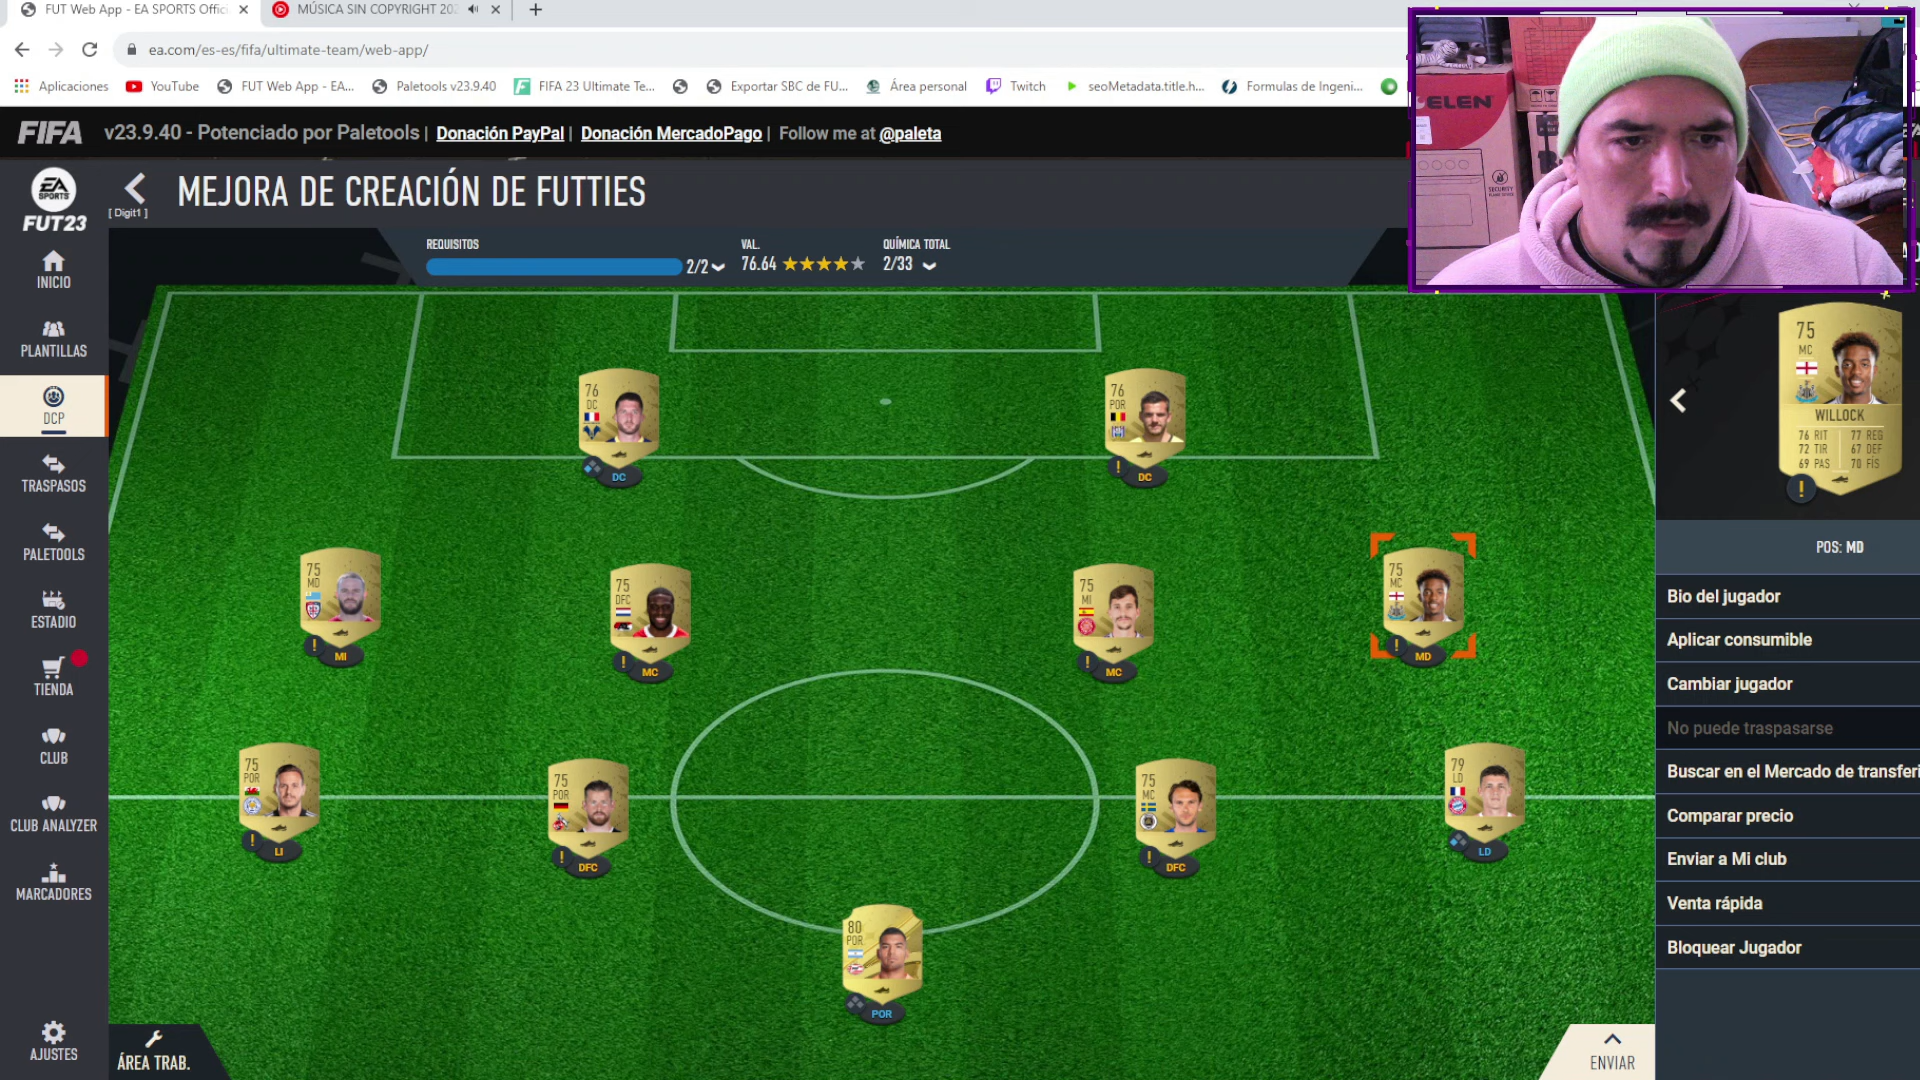 FUT Web App - EA SPORTS Offici
MÚSICA SIN COPYRIGHT 202
ea.com/es-es/fifa/ultimate-team/web-app/
Aplicaciones
YouTube
FUT Web App - EA...
Paletools v23.9.40
FIFA 23 Ultimate Te...
Exportar SBC de FU...
Área personal
Twitch
seoMetadata.title.h...
Formulas de Ingeni...
FIFA v23.9.40 - Potenciado por Paletools | Donación PayPal | Donación MercadoPago | Follow me at @paleta
EA SPORTS
FUT23
[ Digit1 ]
MEJORA DE CREACIÓN DE FUTTIES
REQUISITOS
2/2
VAL.
76.64
QUÍMICA TOTAL
2/33
INICIO
PLANTILLAS
DCP
TRASPASOS
PALETOOLS
ESTADIO
TIENDA
CLUB
CLUB ANALYZER
MARCADORES
AJUSTES
76
DC
DC
76
POR
DC
75
MD
MI
75
DFC
MC
75
MI
MC
75
MC
MD
75
POR
LI
75
POR
DFC
75
MC
DFC
79
LD
LD
80
POR
POR
ÁREA TRAB.
ENVIAR
ELEN
SECURITY
75
MC
WILLOCK
76 RIT 77 REG
72 TIR 67 DEF
69 PAS 70 FÍS
POS: MD
Bio del jugador
Aplicar consumible
Cambiar jugador
No puede traspasarse
Buscar en el Mercado de transferi
Comparar precio
Enviar a Mi club
Venta rápida
Bloquear Jugador